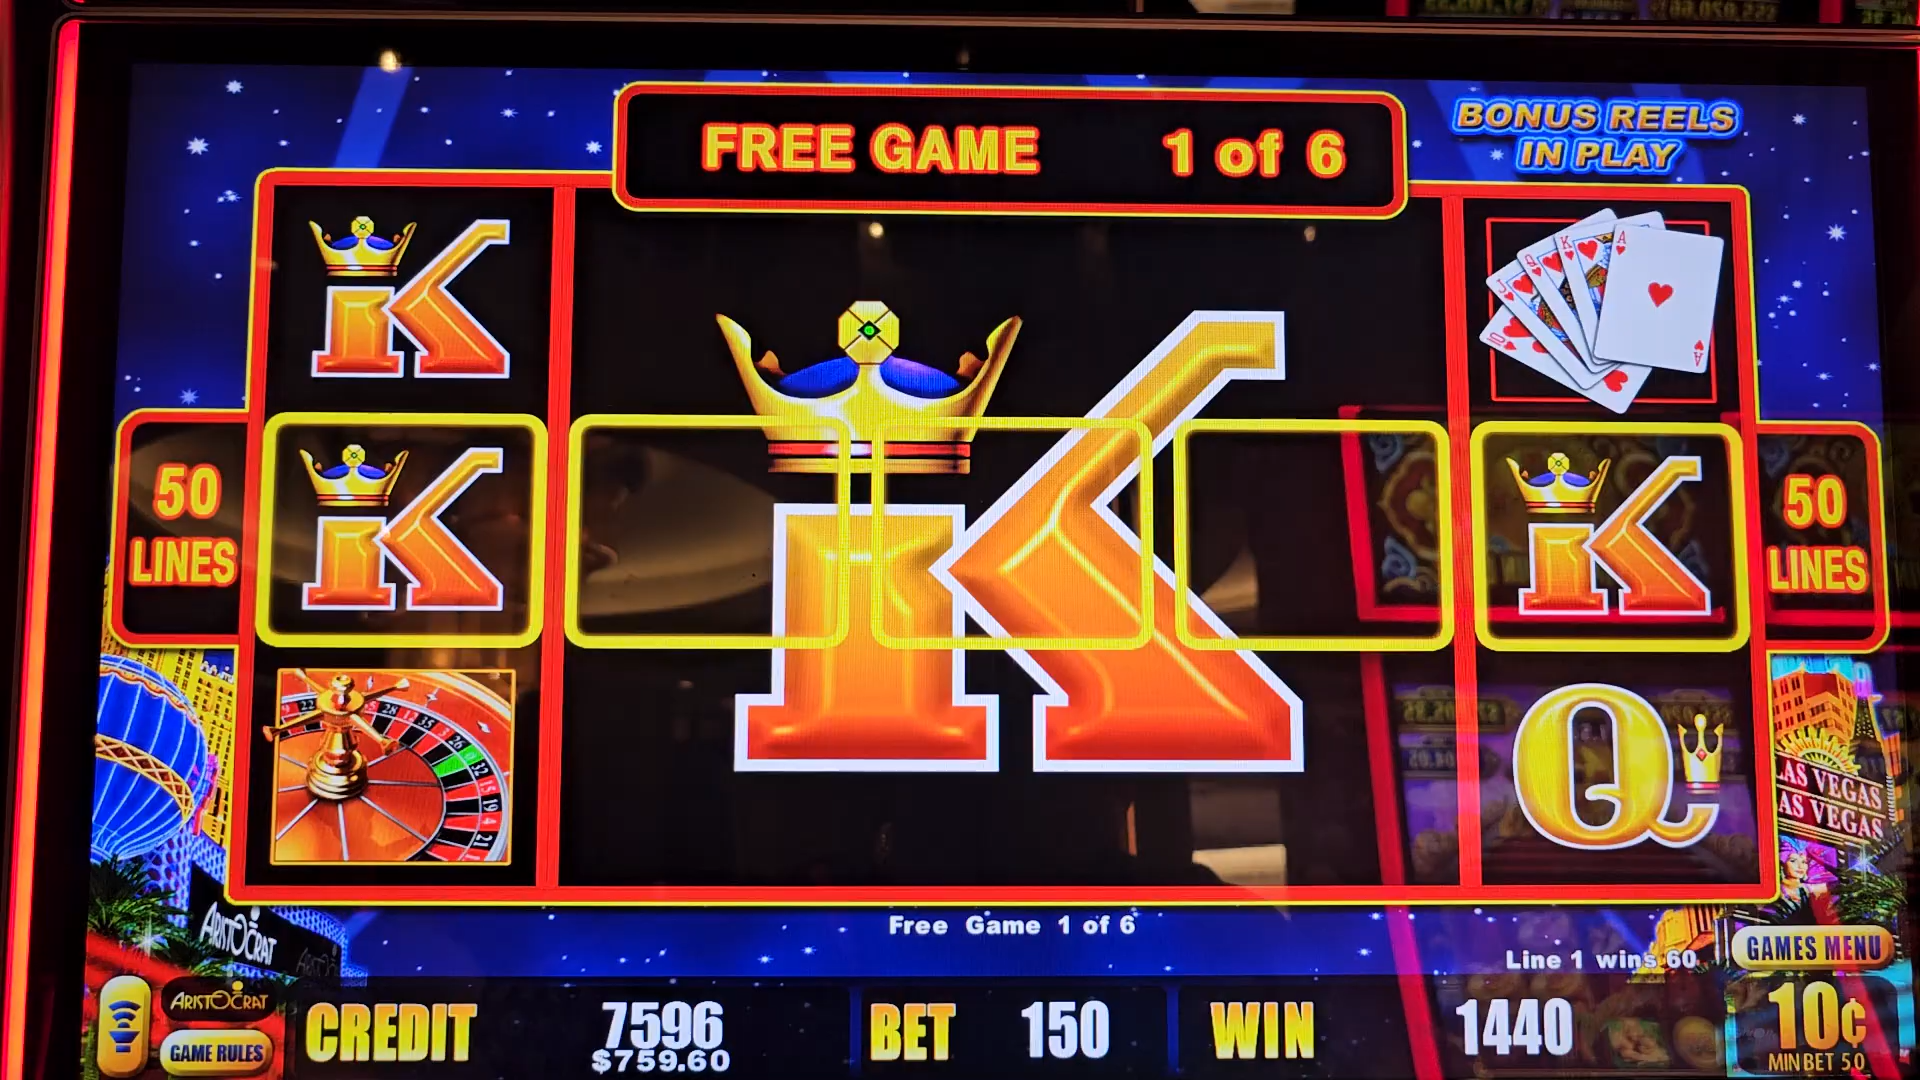 FREE GAME 1 of 6
BONUS REELS
IN PLAY
K
K
A
K
Q
J
10
A
50
LINES
K
K
50
LINES
Q
LAS VEGAS
LAS VEGAS
ARISTOCRAT
Free Game 1 of 6
Line 1 wins 60
GAMES MENU
ARISTOCRAT
GAME RULES
CREDIT 7596
$759.60
BET 150
WIN 1440
10¢
MIN BET 50